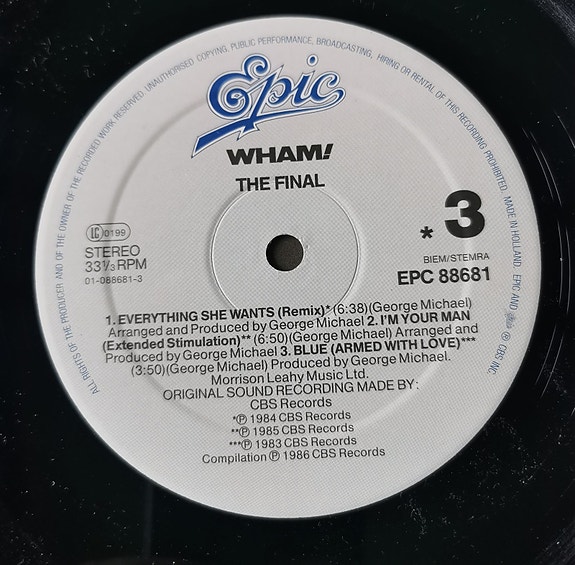 ALL RIGHTS OF THE PRODUCER AND OF THE OWNER OF THE RECORDED WORK RESERVED. UNAUTHORISED COPYING, PUBLIC PERFORMANCE, BROADCASTING, HIRING OR RENTAL OF THIS RECORDING PROHIBITED. MADE IN HOLLAND. EPIC AND ℗ CBS INC.
Epic
WHAM!
THE FINAL
* 3
LC 0199
STEREO
33⅓ RPM
01-088681-3
BIEM/STEMRA
EPC 88681
1. EVERYTHING SHE WANTS (Remix)* (6:38)(George Michael)
Arranged and Produced by George Michael 2. I'M YOUR MAN
(Extended Stimulation)** (6:50)(George Michael) Arranged and
Produced by George Michael 3. BLUE (ARMED WITH LOVE)***
(3:50)(George Michael) Produced by George Michael.
Morrison Leahy Music Ltd.
ORIGINAL SOUND RECORDING MADE BY:
CBS Records
*℗ 1984 CBS Records
**℗ 1985 CBS Records
***℗ 1983 CBS Records
Compilation ℗ 1986 CBS Records